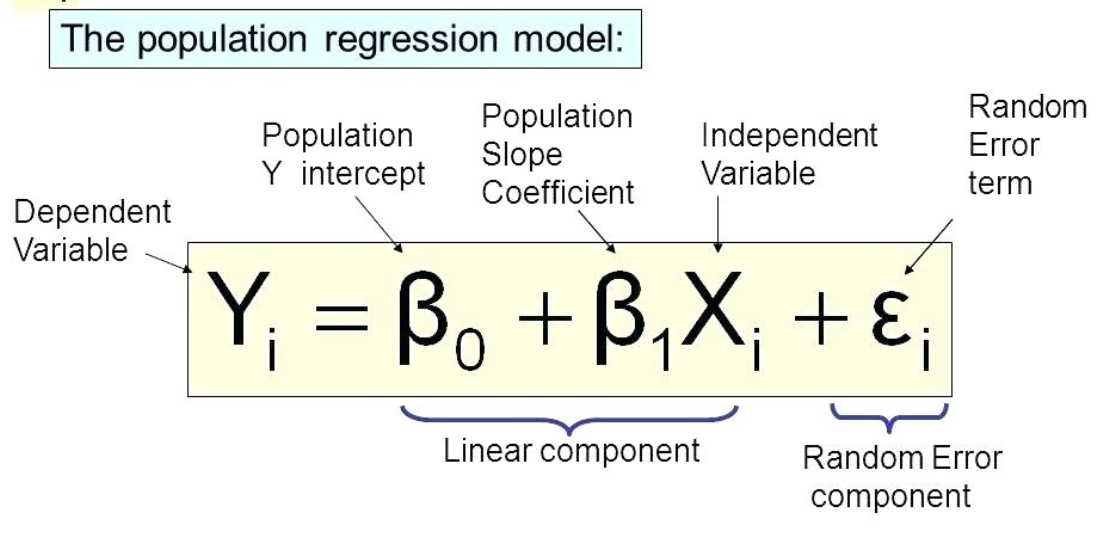 The population regression model:
Population
Y intercept
Population
Slope
Coefficient
Independent
Variable
Random
Error
term
Dependent
Variable
Yᵢ = β₀ + β₁Xᵢ + εᵢ
Linear component
Random Error
component